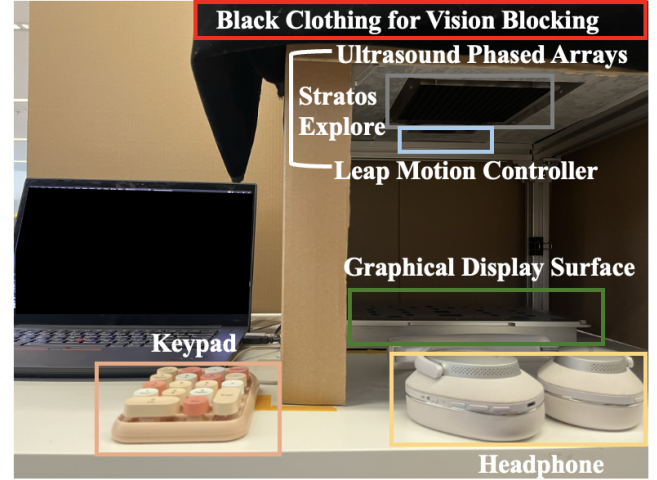 Black Clothing for Vision Blocking
Ultrasound Phased Arrays
Stratos
Explore
Leap Motion Controller
Graphical Display Surface
Keypad
Headphone